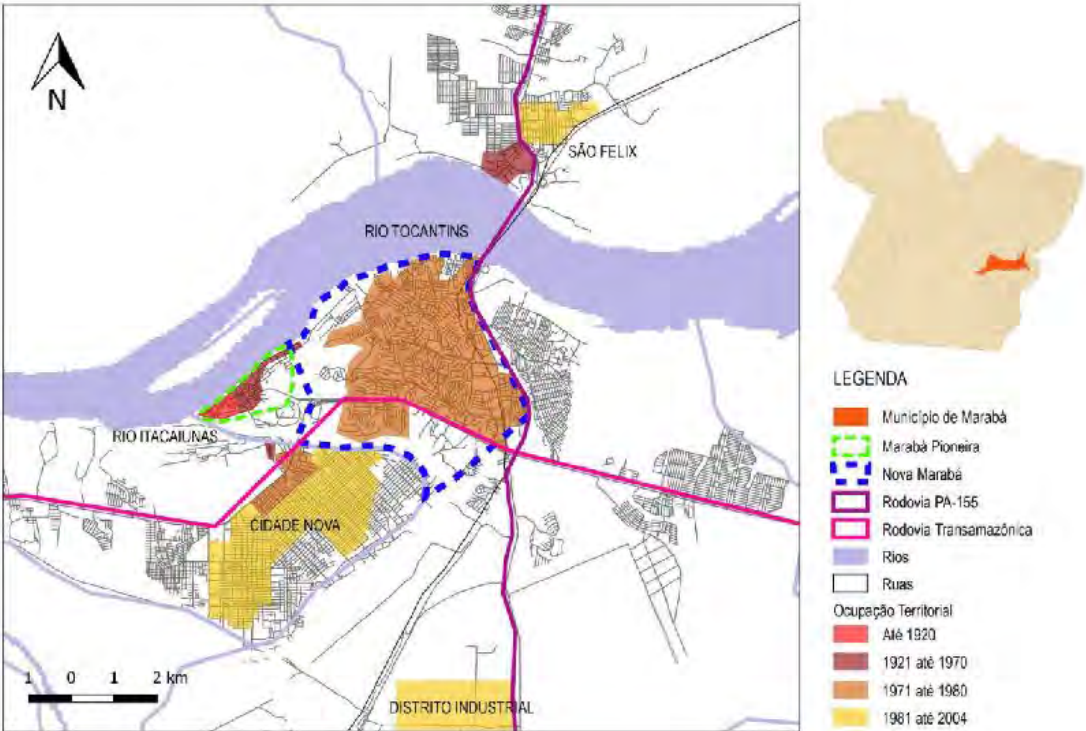 N
SÃO FELIX
RIO TOCANTINS
RIO ITACAIUNAS
CIDADE NOVA
DISTRITO INDUSTRIAL
1 0 1 2 km
LEGENDA
Município de Marabá
Marabá Pioneira
Nova Marabá
Rodovia PA-155
Rodovia Transamazônica
Rios
Ruas
Ocupação Territorial
Até 1920
1921 até 1970
1971 até 1980
1981 até 2004